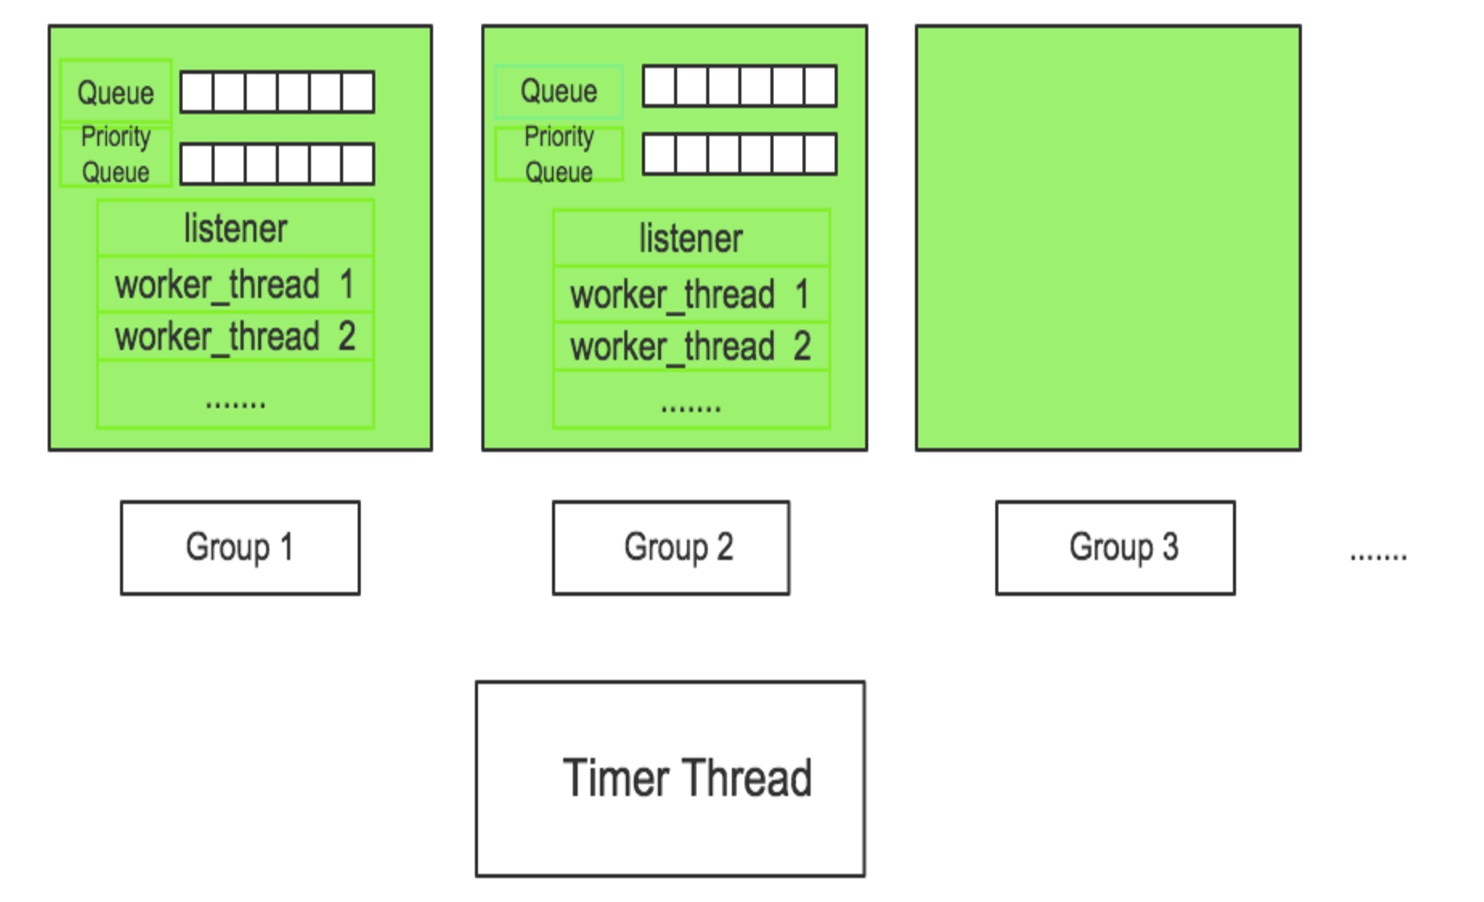 Queue
Priority
Queue
listener
worker_thread 1
worker_thread 2
.......
Queue
Priority
Queue
listener
worker_thread 1
worker_thread 2
.......
Group 1
Group 2
Group 3
.......
Timer Thread